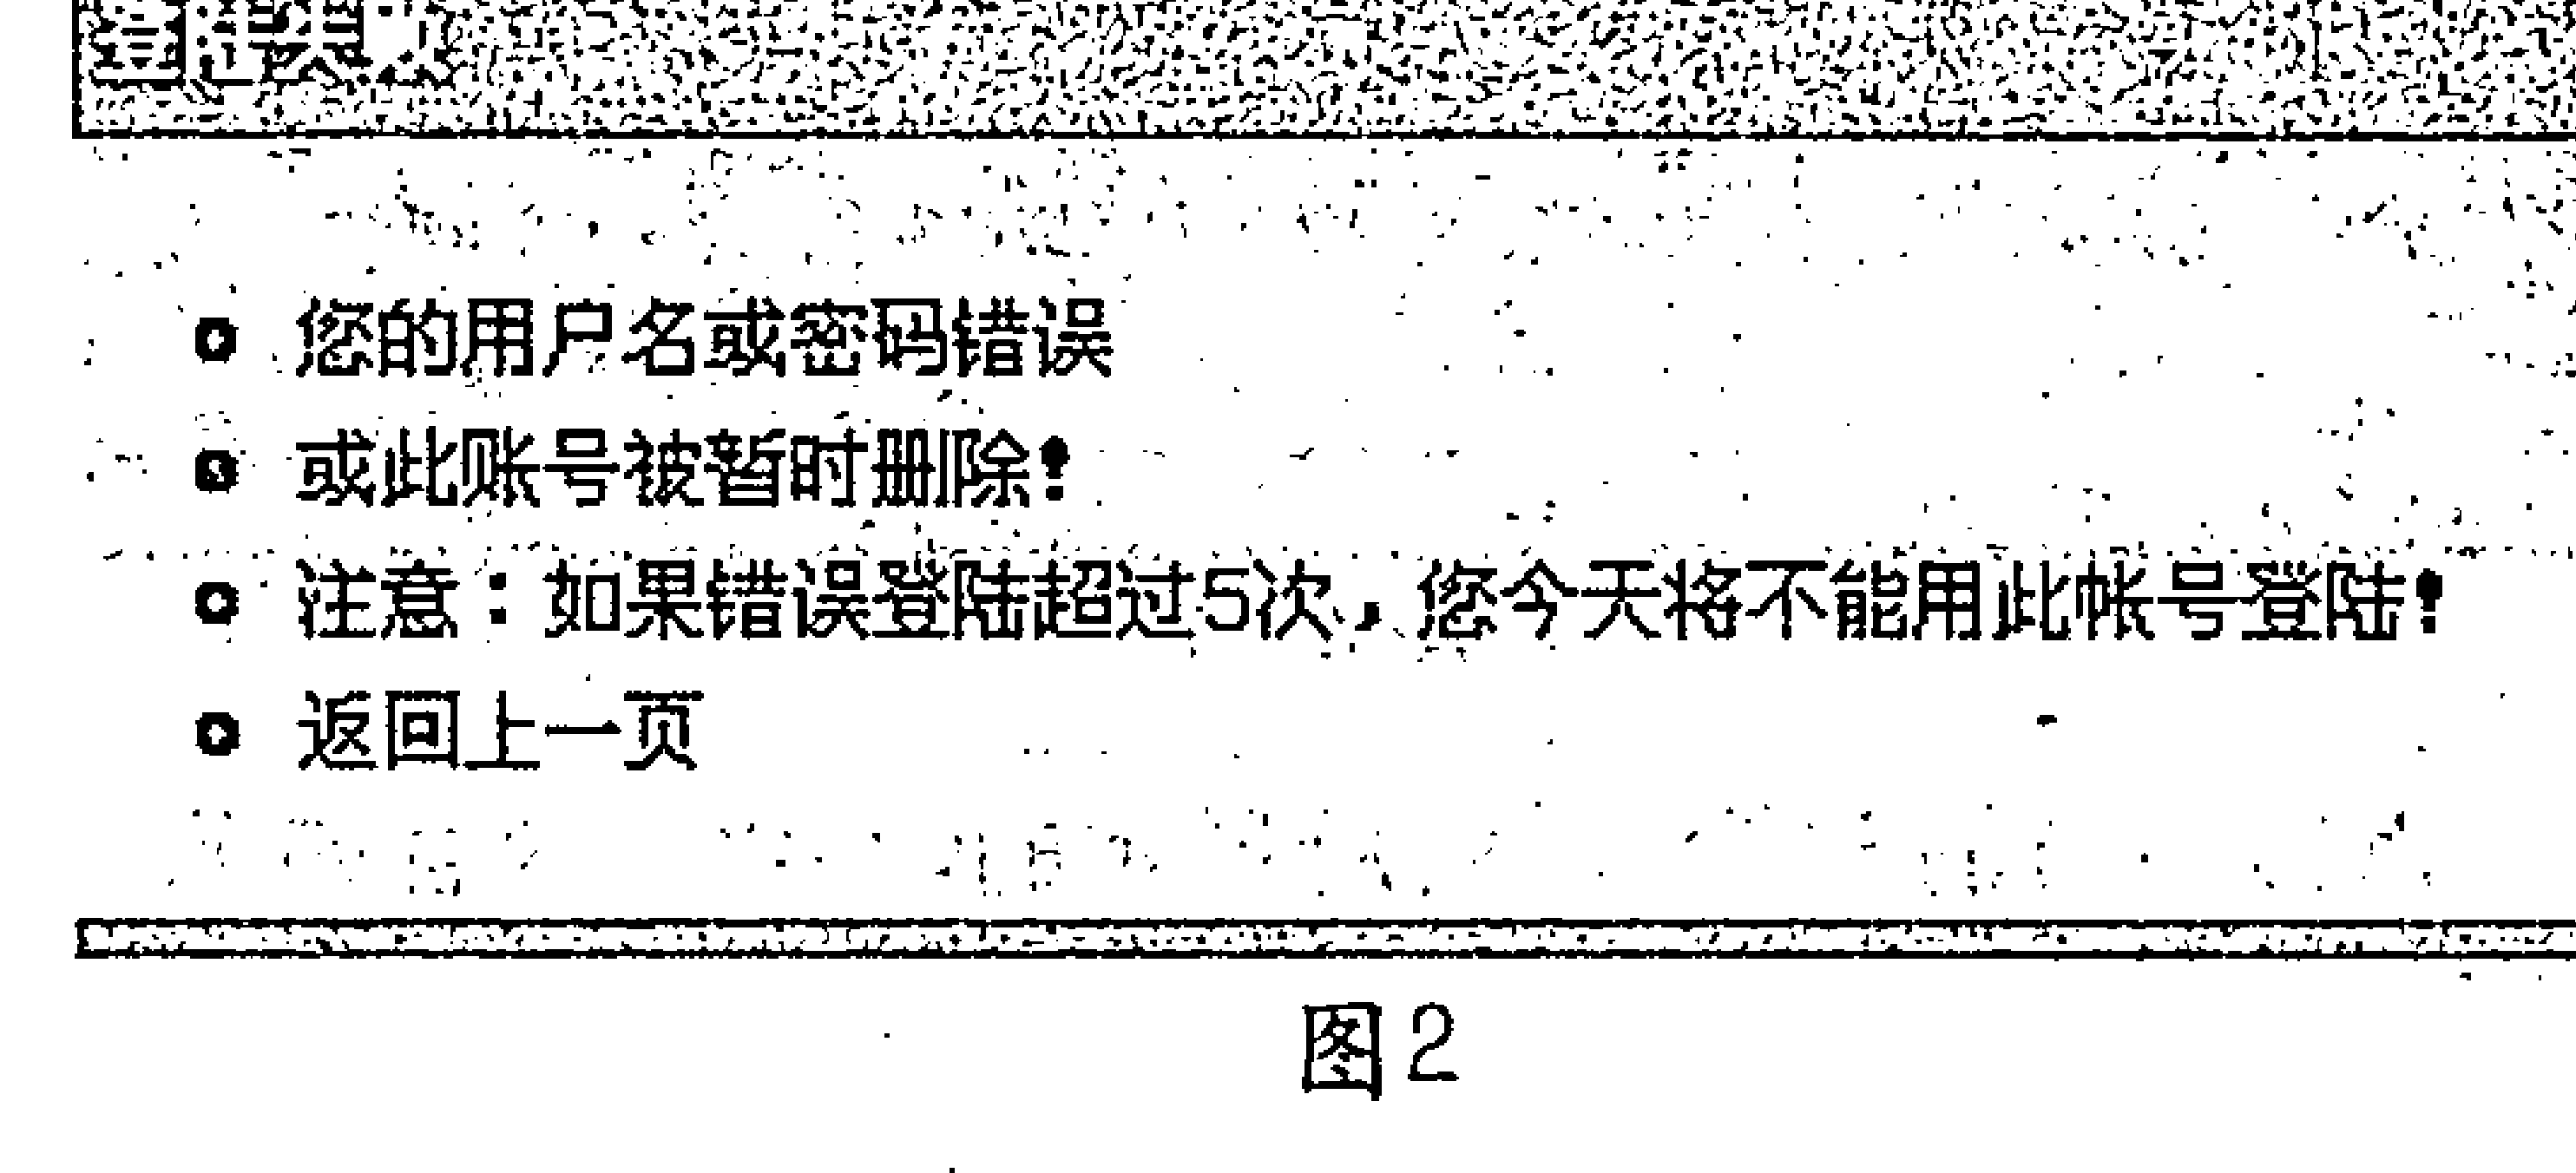 您的用户名或密码错误
或此账号被暂时删除!
注意:如果错误登陆超过5次,您今天将不能用此帐号登陆!
返回上一页
图2